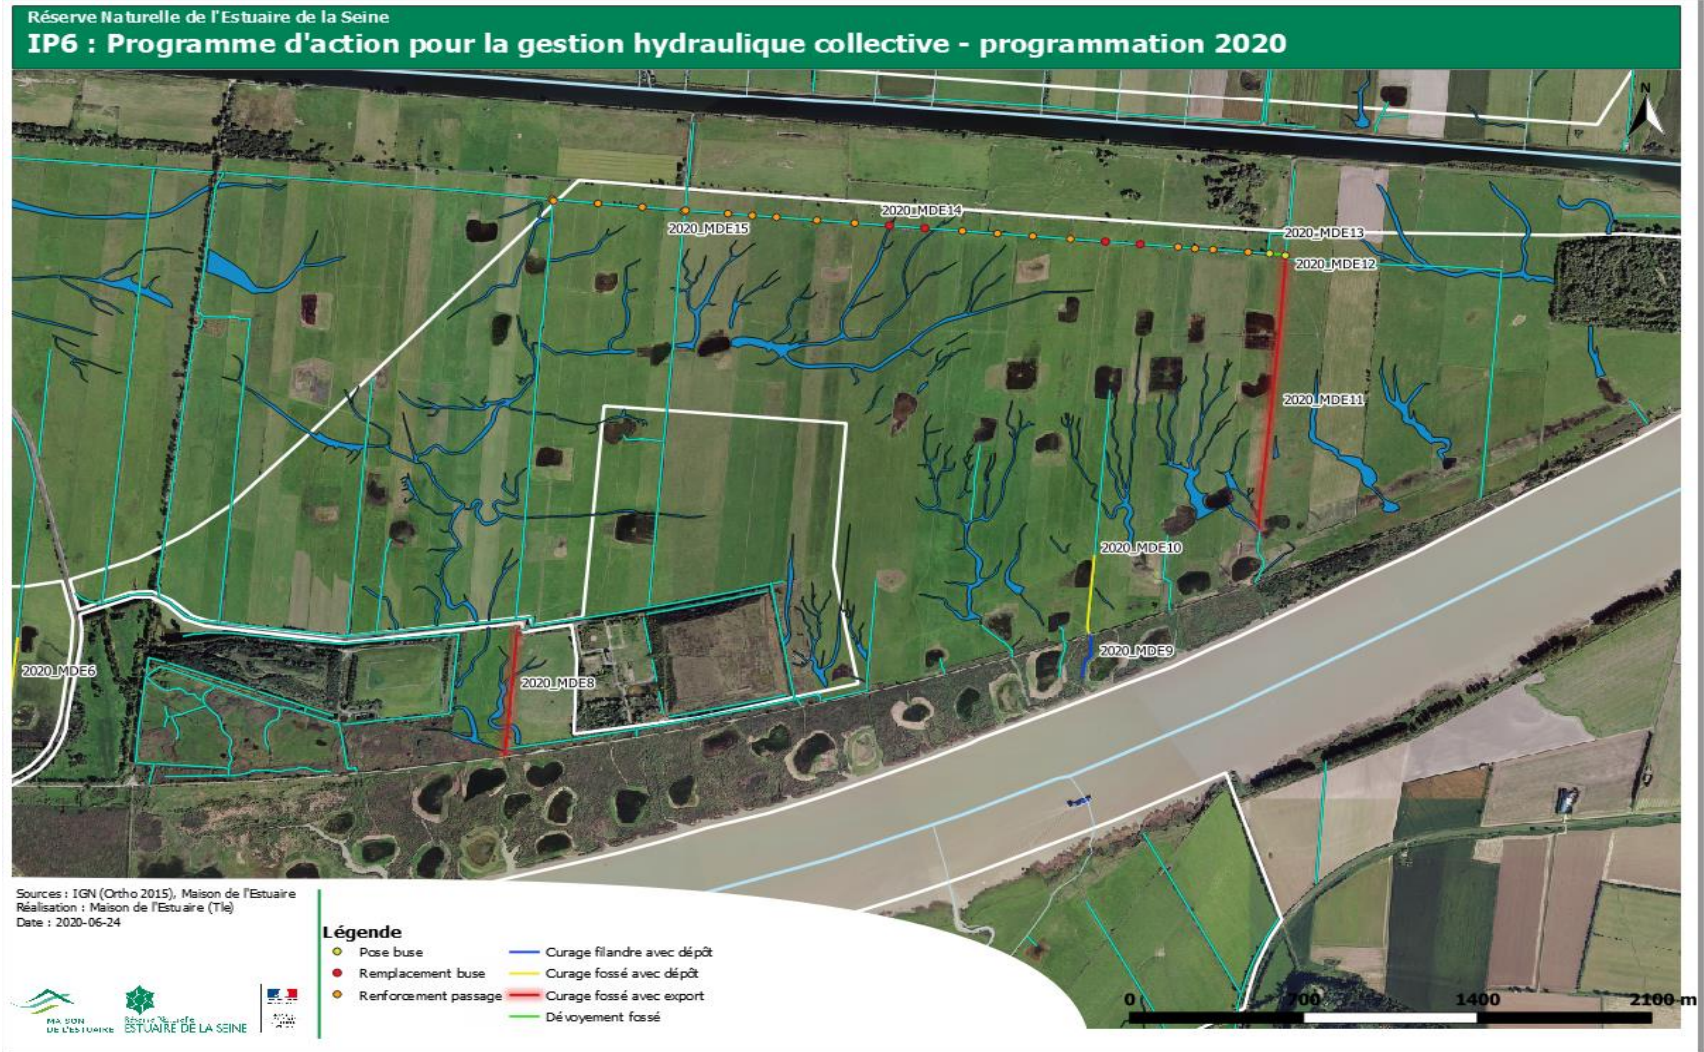 Réserve Naturelle de l'Estuaire de la Seine
IP6 : Programme d'action pour la gestion hydraulique collective - programmation 2020
N
2020_MDE14
2020_MDE15
2020_MDE13
2020_MDE12
2020_MDE11
2020_MDE10
2020_MDE9
2020_MDE6
2020_MDE8
Sources : IGN (Ortho 2015), Maison de l'Estuaire
Réalisation : Maison de l'Estuaire (Tle)
Date : 2020-06-24
Légende
Pose buse
Remplacement buse
Renforcement passage
Curage filandre avec dépôt
Curage fossé avec dépôt
Curage fossé avec export
Dévoyement fossé
MAISON
DE L'ESTUAIRE
Réserve Naturelle
ESTUAIRE DE LA SEINE
0 700 1400 2100 m